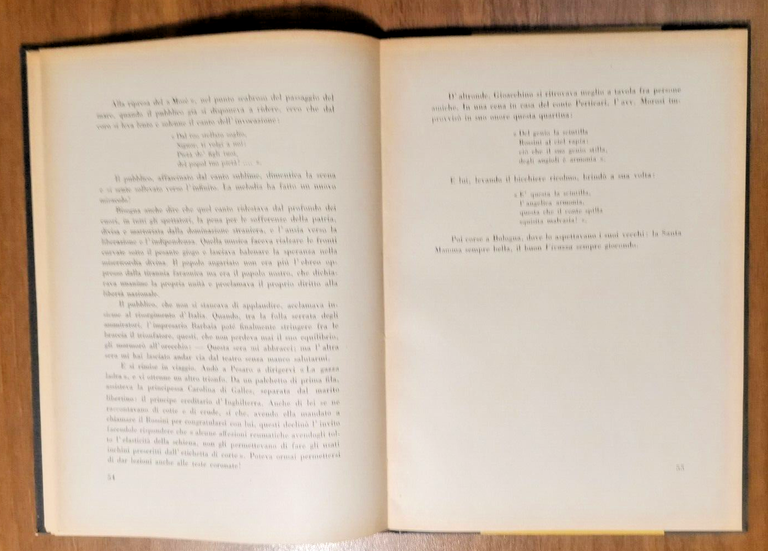 Alla ripresa del « Mosè », nel punto scabroso del passaggio del
mare, quando il pubblico già si disponeva a ridere, ecco che dal
coro si leva lento e solenne il canto dell'invocazione:
« Dal tuo stellato soglio,
Signor, ti volgi a noi:
Pietà de' figli tuoi,
del popol tuo pietà! — ».
Il pubblico, affascinato dal canto sublime, dimentica la scena
e si sente sollevato verso l'infinito. La melodia ha fatto un nuovo
miracolo!
Bisogna anche dire che quel canto ridestava dal profondo dei
cuori, in tutti gli spettatori, la pena per le sofferenze della patria,
divisa e martoriata dalla dominazione straniera, e l'ansia verso la
liberazione e l'indipendenza. Quella musica faceva rialzare le fronti
curvate sotto il pesante giogo e lasciava balenare la speranza nella
misericordia divina. Il popolo angariato non era più l'ebreo op-
presso dalla tirannia faraonica ma era il popolo nostro, che dichia-
rava unanime la propria unità e proclamava il proprio diritto alla
libertà nazionale.
Il pubblico, che non si stancava di applaudire, acclamava in-
sieme al risorgimento d'Italia. Quando, tra la folla serrata degli
ammiratori, l'impresario Barbaia poté finalmente stringere fra le
braccia il trionfatore, questi, che non perdeva mai il suo equilibrio,
gli mormorò all'orecchio: — Questa sera mi abbracci; ma l'altra
sera mi hai lasciato andar via dal teatro senza manco salutarmi.
E si rimise in viaggio. Andò a Pesaro a dirigervi « La gazza
ladra », e vi ottenne un altro trionfo. Da un palchetto di prima fila,
assisteva la principessa Carolina di Galles, separata dal marito
libertino: il principe ereditario d'Inghilterra. Anche di lei se ne
raccontavano di cotte e di crude, sì che, avendo ella mandato a
chiamare il Rossini per congratularsi con lui, questi declinò l'invito
facendole rispondere che « alcune affezioni reumatiche avendogli tol-
to l'elasticità della schiena, non gli permettevano di fare gli usati
inchini prescritti dall'etichetta di corte ». Poteva ormai permettersi
di dar lezioni anche alle teste coronate!
54
D'altronde, Gioacchino si ritrovava meglio a tavola fra persone
amiche. In una cena in casa del conte Perticari, l'avv. Morosi im-
provvisò in suo onore questa quartina:
« Del genio la scintilla
Rossini al ciel rapìa;
ciò che il suo genio stilla,
degli angioli è armonia ».
E lui, levando il bicchiere ricolmo, brindò a sua volta:
« E' questa la scintilla,
l'angelica armonia,
questa che il conte spilla
squisita malvasia! ».
Poi corse a Bologna, dove lo aspettavano i suoi vecchi: la Santa
Mamma sempre bella, il buon Vivazza sempre giocondo.
55